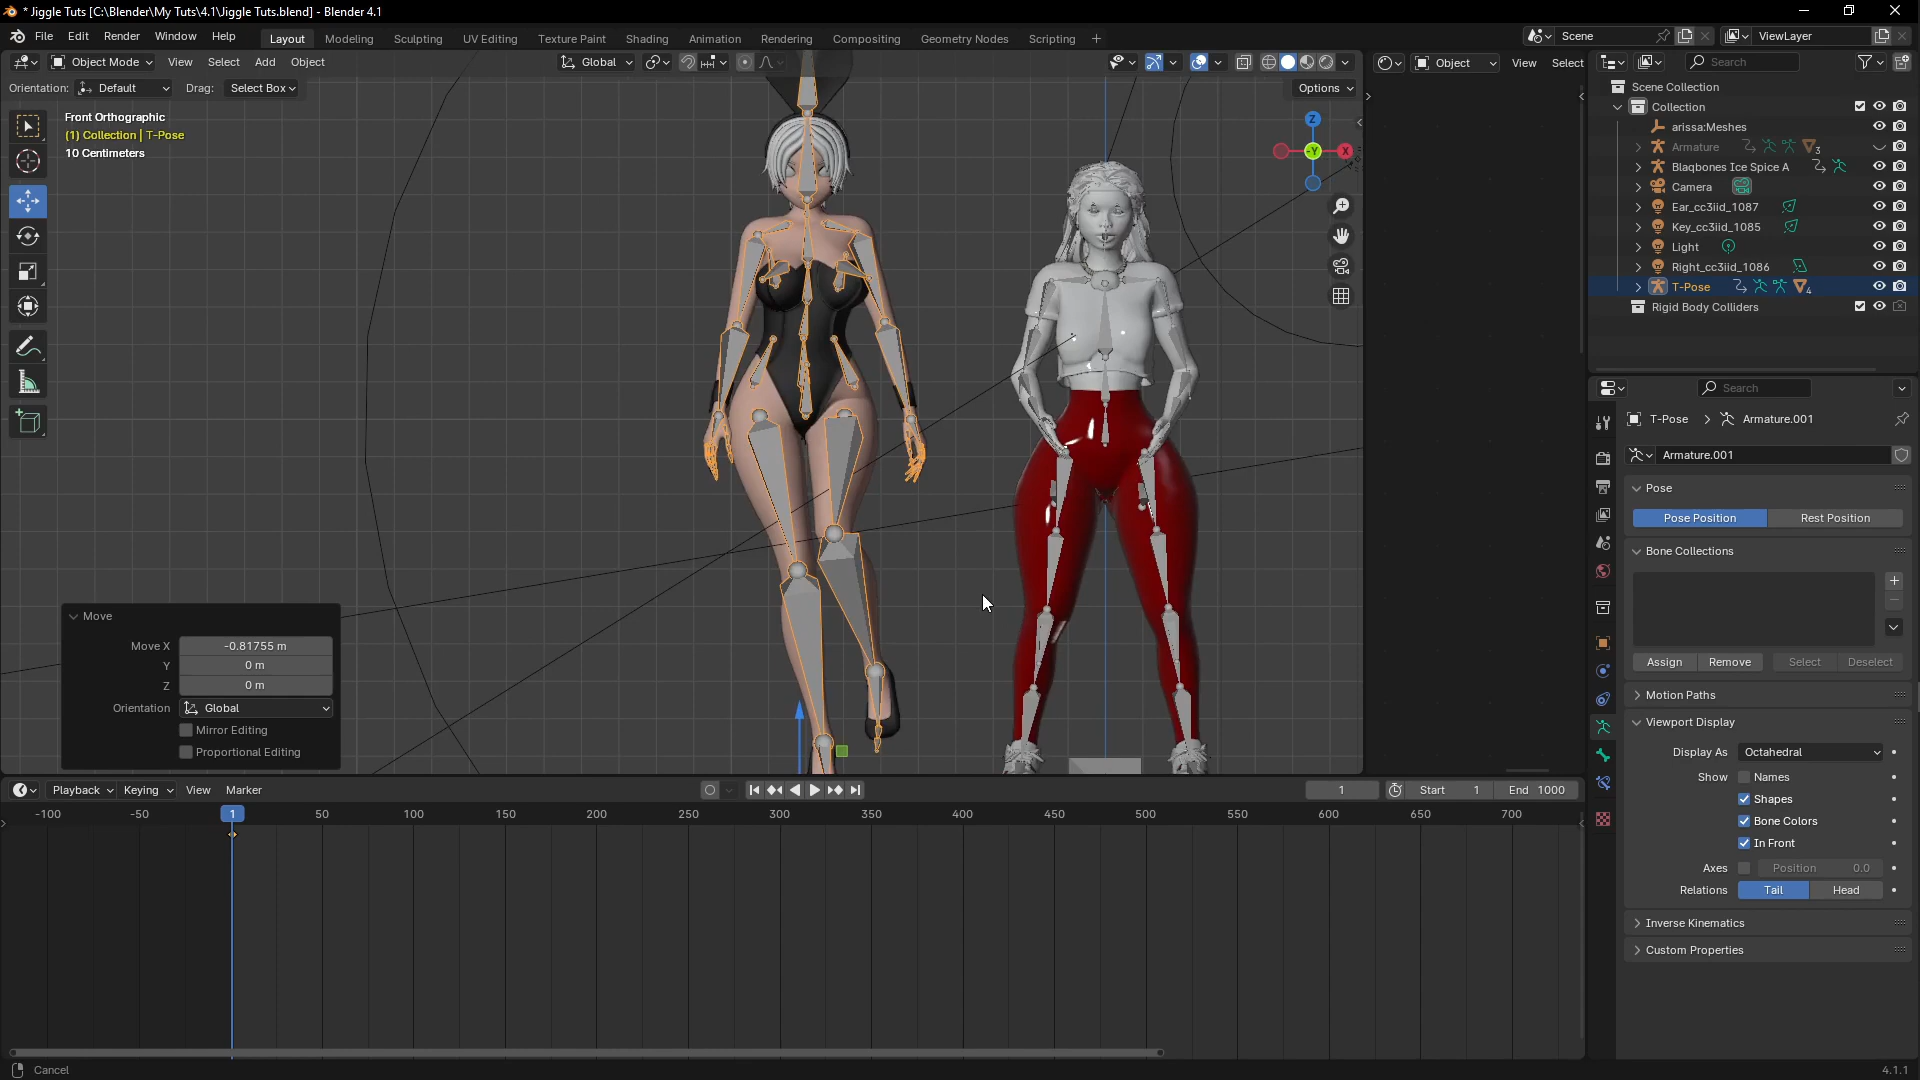 * Jiggle Tuts [C:\Blender\My Tuts\4.1\Jiggle Tuts.blend] - Blender 4.1
File Edit Render Window Help Layout Modeling Sculpting UV Editing Texture Paint Shading Animation Rendering Compositing Geometry Nodes Scripting + Scene ViewLayer
Object Mode View Select Add Object Global Object View Select Search
Orientation: Default Drag: Select Box Options
Front Orthographic
(1) Collection | T-Pose
10 Centimeters
Z
-Y X
Scene Collection
Collection
arissa:Meshes
Armature 3
Blaqbones Ice Spice A
Camera
Ear_cc3iid_1087
Key_cc3iid_1085
Light
Right_cc3iid_1086
T-Pose 4
Rigid Body Colliders
Search
T-Pose > Armature.001
Armature.001
Pose
Pose Position Rest Position
Bone Collections
Assign Remove Select Deselect
Motion Paths
Viewport Display
Display As Octahedral
Show Names
Shapes
Bone Colors
In Front
Axes Position 0.0
Relations Tail Head
Inverse Kinematics
Custom Properties
Move
Move X -0.81755 m
Y 0 m
Z 0 m
Orientation Global
Mirror Editing
Proportional Editing
Playback Keying View Marker 1 Start 1 End 1000
-100 -50 1 50 100 150 200 250 300 350 400 450 500 550 600 650 700
Cancel 4.1.1